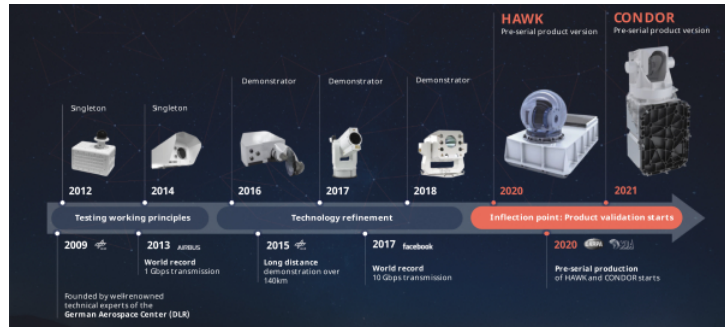 HAWK
Pre-serial product version
CONDOR
Pre-serial product version
Singleton
Singleton
Demonstrator
Demonstrator
Demonstrator
2012
2014
2016
2017
2018
2020
2021
Testing working principles
Technology refinement
Inflection point: Product validation starts
2009
Founded by wellrenowned
technical experts of the
German Aerospace Center (DLR)
2013 AIRBUS
World record
1 Gbps transmission
2015
Long distance
demonstration over
140km
2017 facebook
World record
10 Gbps transmission
2020
Pre-serial production
of HAWK and CONDOR starts